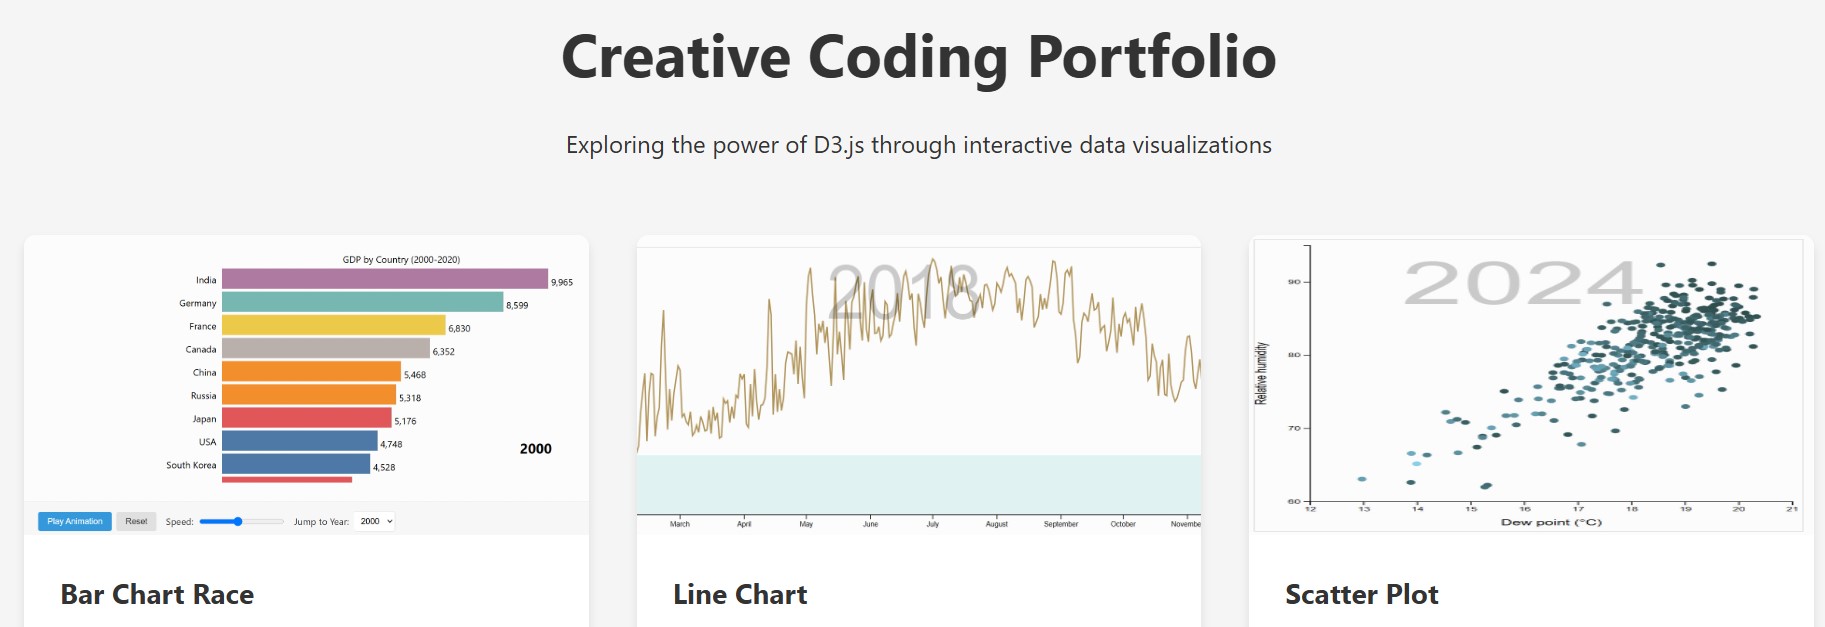 Creative Coding Portfolio
Exploring the power of D3.js through interactive data visualizations
GDP by Country (2000-2020)
India 9,965
Germany 8,599
France 6,830
Canada 6,352
China 5,468
Russia 5,318
Japan 5,176
USA 4,748
South Korea 4,528
2000
Play Animation Reset Speed: Jump to Year: 2000
Bar Chart Race
2018
March April May June July August September October Novembe
Line Chart
2024
Relative humidity
90
80
70
60
12 13 14 15 16 17 18 19 20 21
Dew point (°C)
Scatter Plot